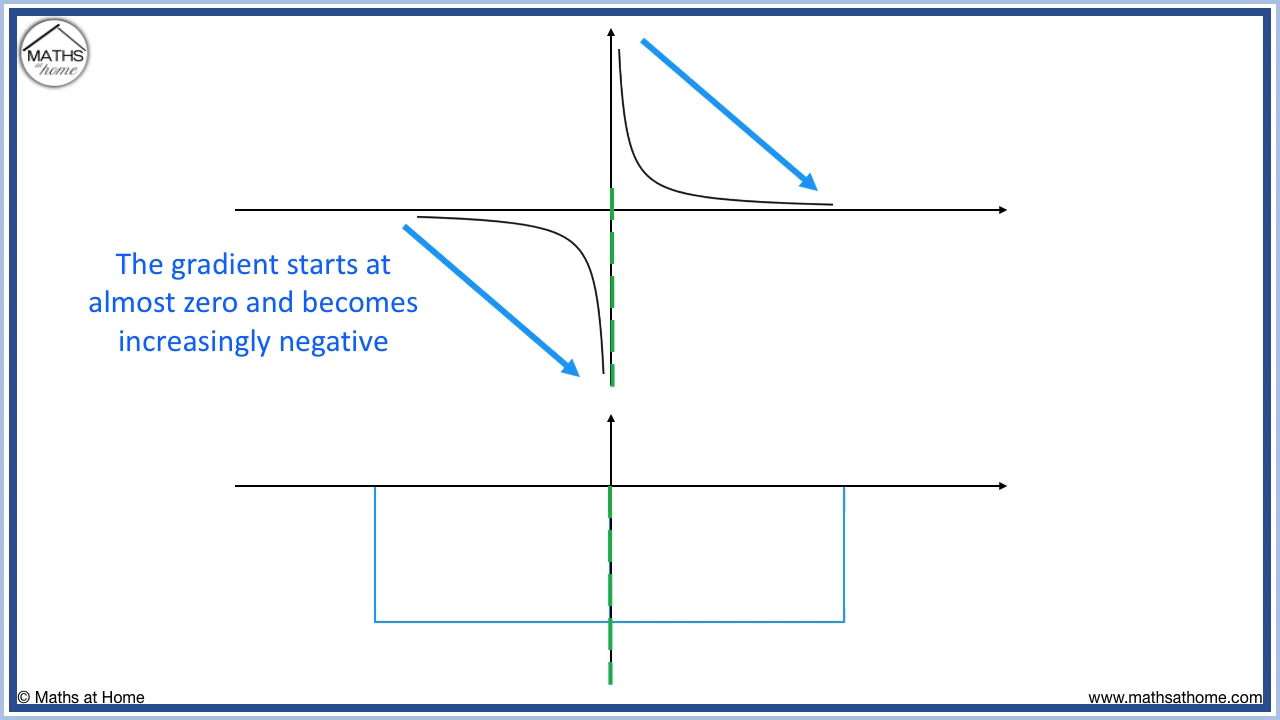 MATHS
at
home
The gradient starts at
almost zero and becomes
increasingly negative
© Maths at Home
www.mathsathome.com